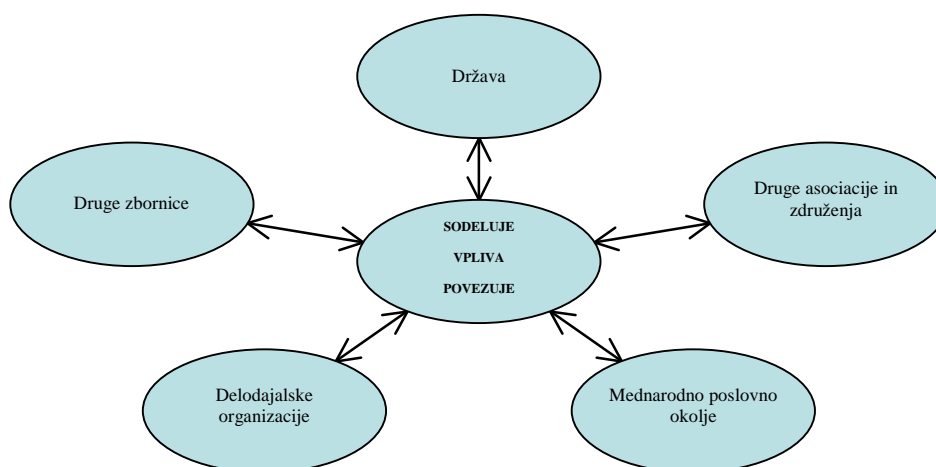 Država
Druge zbornice
Druge asociacije in
združenja
SODELUJE
VPLIVA
POVEZUJE
Delodajalske
organizacije
Mednarodno poslovno
okolje